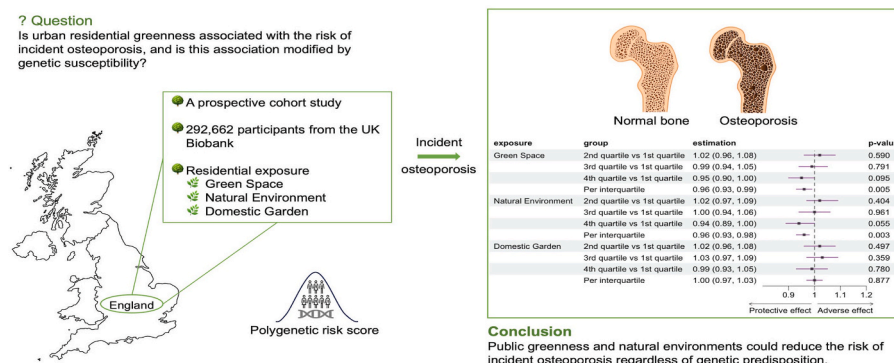 ? Question
Is urban residential greenness associated with the risk of
incident osteoporosis, and is this association modified by
genetic susceptibility?
A prospective cohort study
292,662 participants from the UK
Biobank
Residential exposure
Green Space
Natural Environment
Domestic Garden
England
Polygenetic risk score
Incident
osteoporosis
Normal bone Osteoporosis
exposure group estimation p-value
Green Space 2nd quartile vs 1st quartile 1.02 (0.96, 1.08) 0.590
3rd quartile vs 1st quartile 0.99 (0.94, 1.05) 0.791
4th quartile vs 1st quartile 0.95 (0.90, 1.00) 0.095
Per interquartile 0.96 (0.93, 0.99) 0.005
Natural Environment 2nd quartile vs 1st quartile 1.02 (0.97, 1.09) 0.404
3rd quartile vs 1st quartile 1.00 (0.94, 1.06) 0.961
4th quartile vs 1st quartile 0.94 (0.89, 1.00) 0.055
Per interquartile 0.96 (0.93, 0.98) 0.003
Domestic Garden 2nd quartile vs 1st quartile 1.02 (0.96, 1.08) 0.497
3rd quartile vs 1st quartile 1.03 (0.97, 1.09) 0.359
4th quartile vs 1st quartile 0.99 (0.93, 1.05) 0.780
Per interquartile 1.00 (0.97, 1.03) 0.877
0.9 1 1.1 1.2
Protective effect Adverse effect
Conclusion
Public greenness and natural environments could reduce the risk of
incident osteoporosis regardless of genetic predisposition.